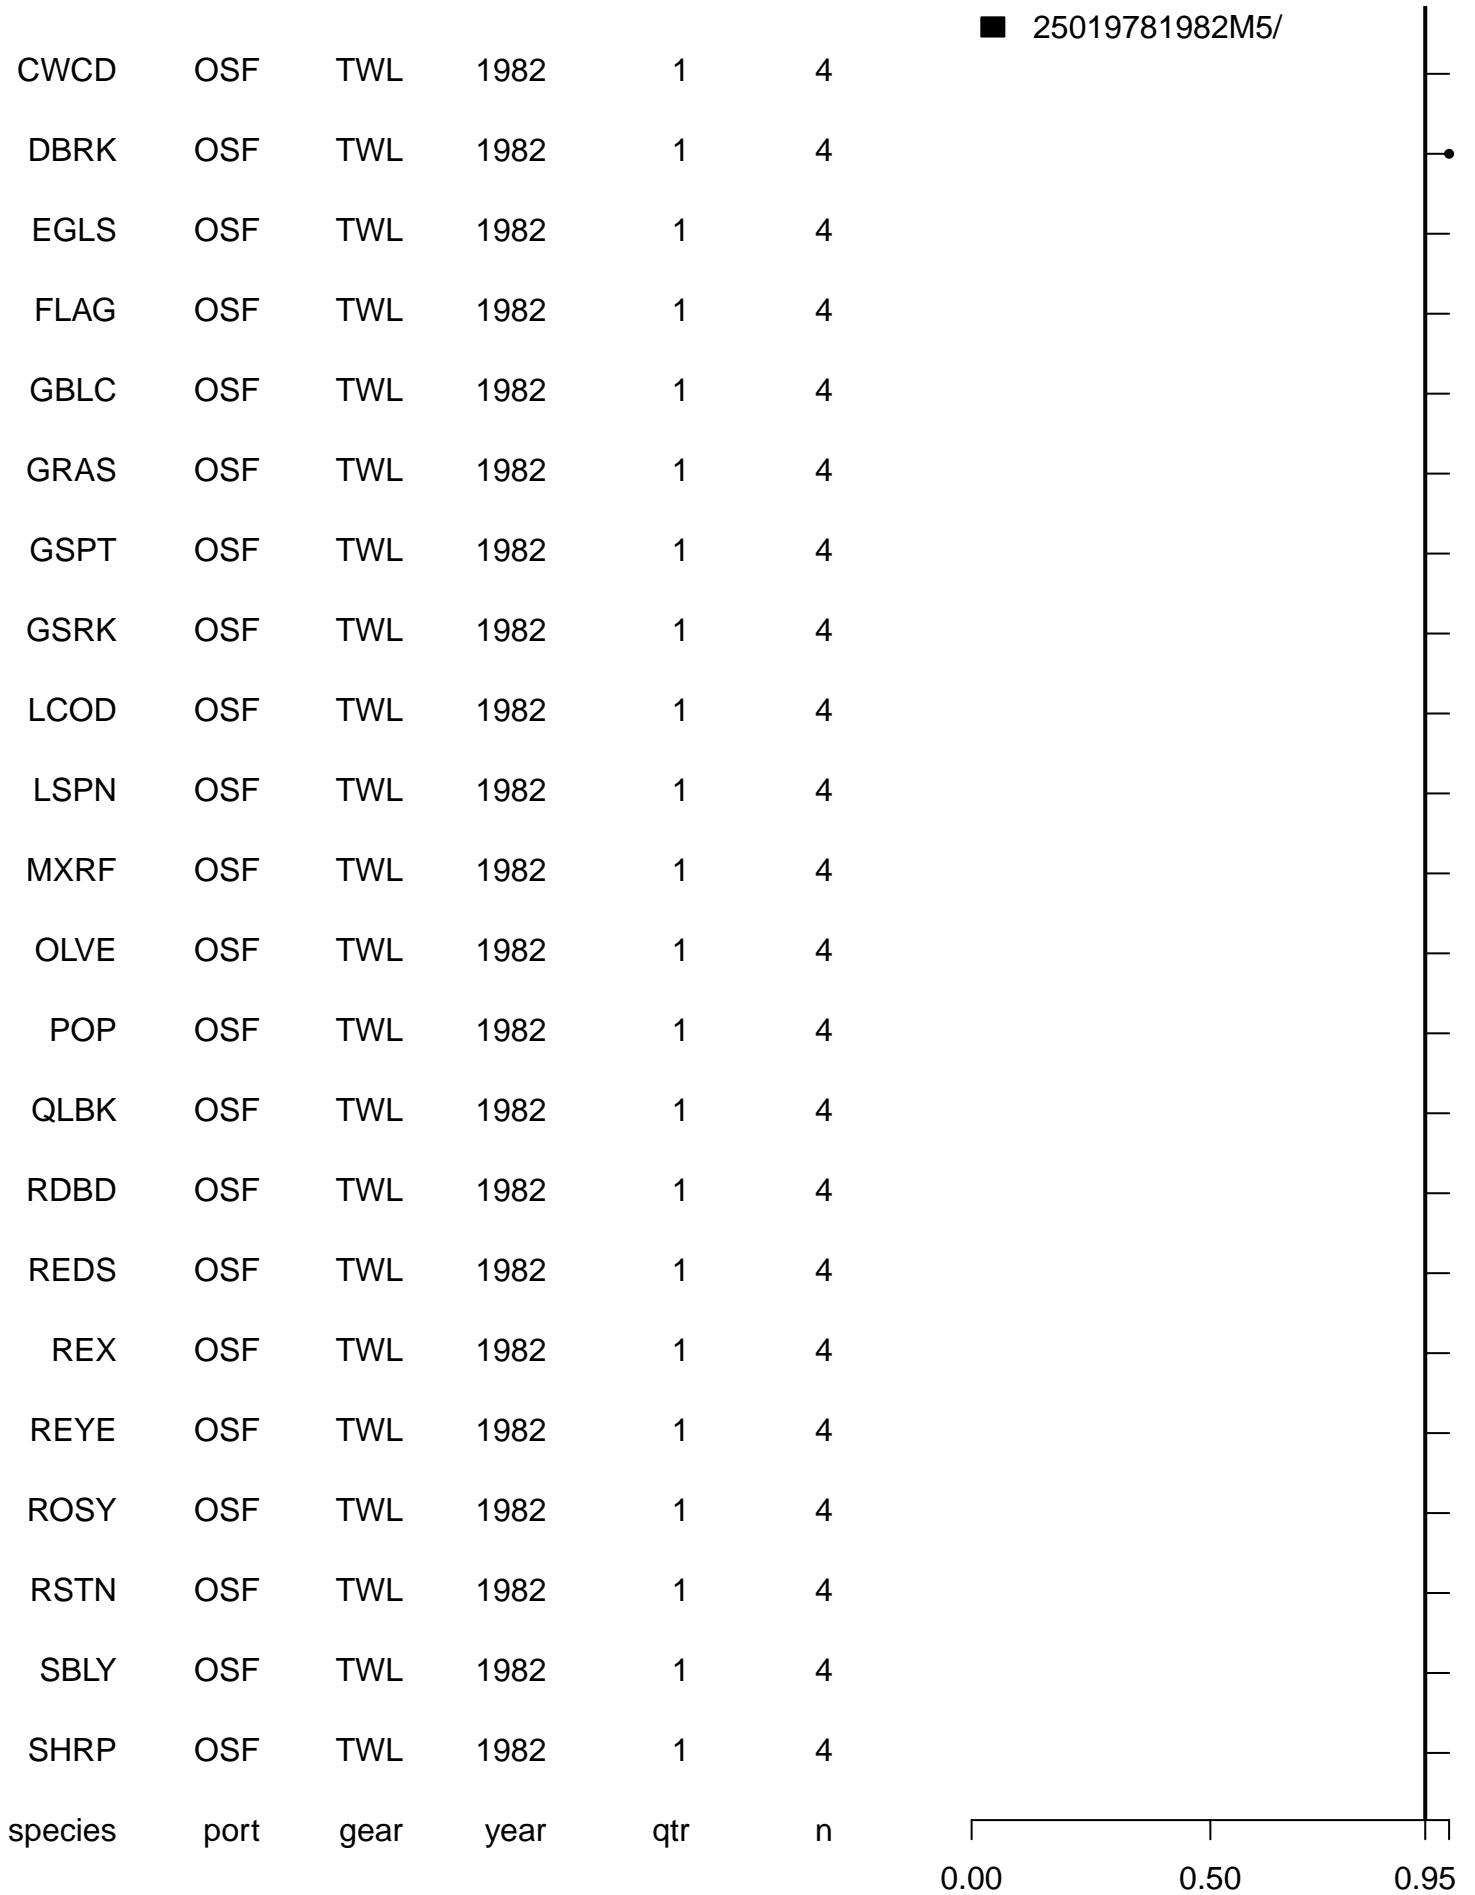 25019781982M5/
CWCD OSF TWL 1982 1 4
DBRK OSF TWL 1982 1 4
EGLS OSF TWL 1982 1 4
FLAG OSF TWL 1982 1 4
GBLC OSF TWL 1982 1 4
GRAS OSF TWL 1982 1 4
GSPT OSF TWL 1982 1 4
GSRK OSF TWL 1982 1 4
LCOD OSF TWL 1982 1 4
LSPN OSF TWL 1982 1 4
MXRF OSF TWL 1982 1 4
OLVE OSF TWL 1982 1 4
POP OSF TWL 1982 1 4
QLBK OSF TWL 1982 1 4
RDBD OSF TWL 1982 1 4
REDS OSF TWL 1982 1 4
REX OSF TWL 1982 1 4
REYE OSF TWL 1982 1 4
ROSY OSF TWL 1982 1 4
RSTN OSF TWL 1982 1 4
SBLY OSF TWL 1982 1 4
SHRP OSF TWL 1982 1 4
species port gear year qtr n
0.00 0.50 0.95